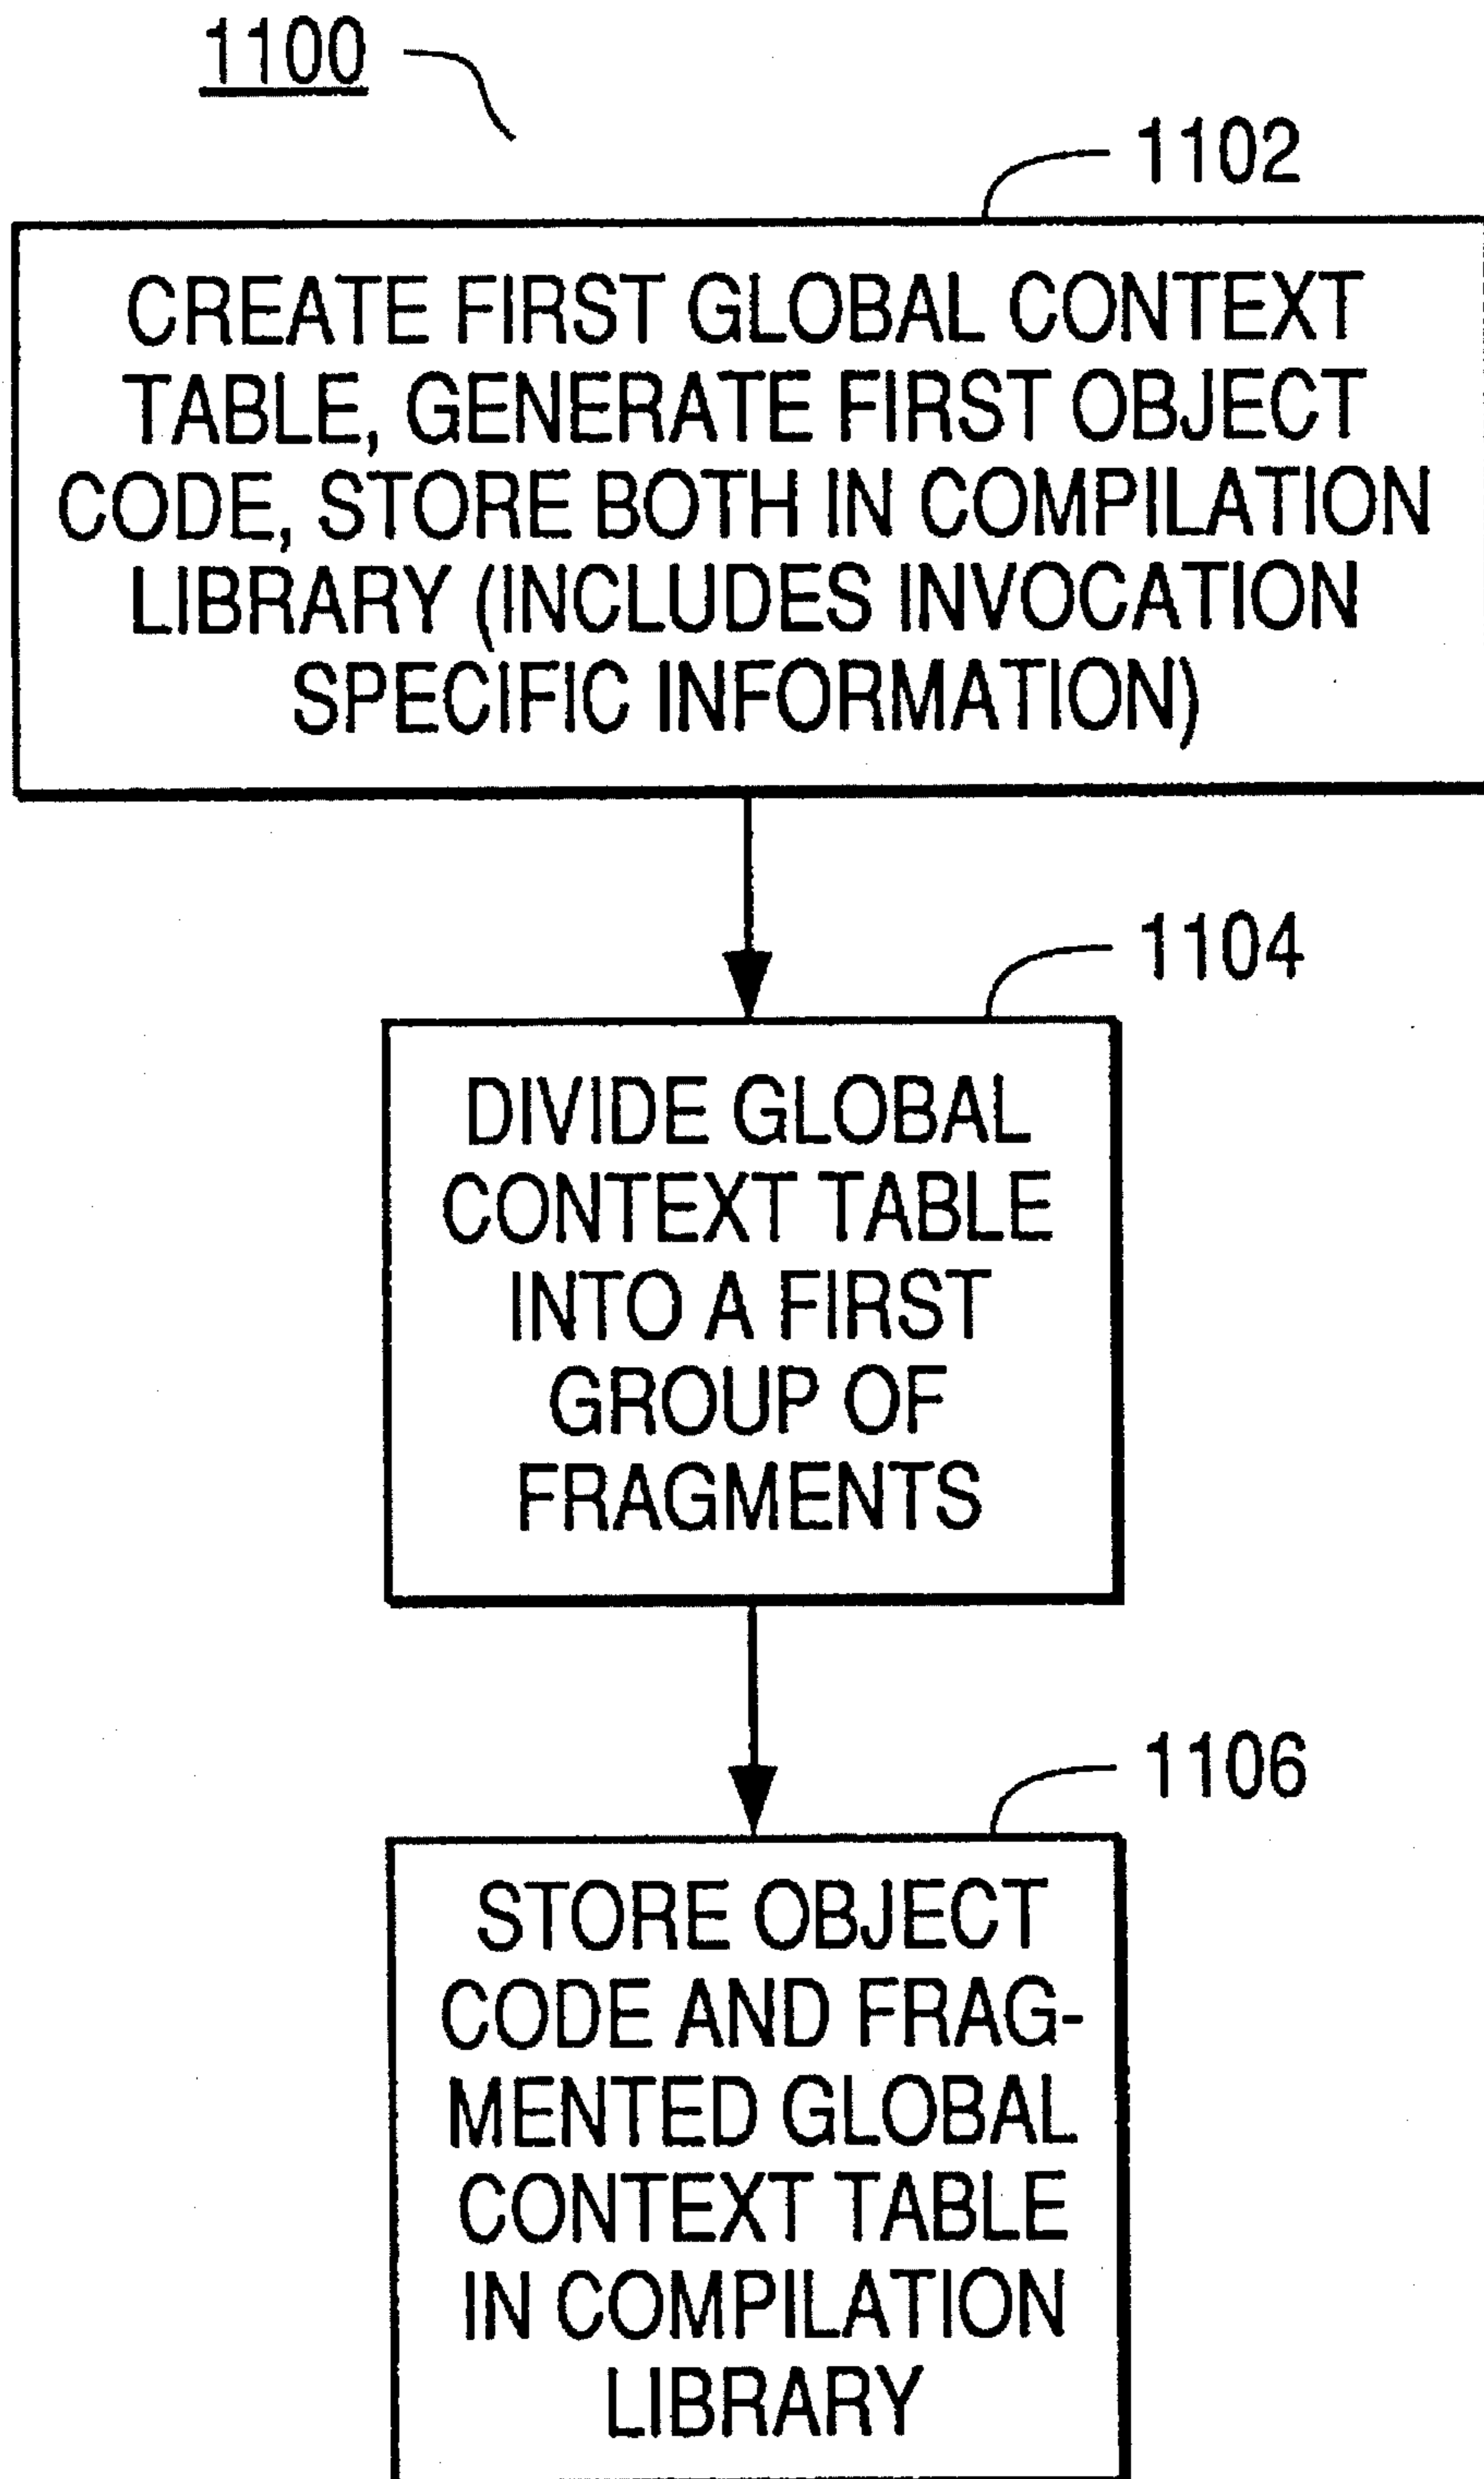 1100
1102
CREATE FIRST GLOBAL CONTEXT
TABLE, GENERATE FIRST OBJECT
CODE, STORE BOTH IN COMPILATION
LIBRARY (INCLUDES INVOCATION
SPECIFIC INFORMATION)
1104
DIVIDE GLOBAL
CONTEXT TABLE
INTO A FIRST
GROUP OF
FRAGMENTS
1106
STORE OBJECT
CODE AND FRAG-
MENTED GLOBAL
CONTEXT TABLE
IN COMPILATION
LIBRARY